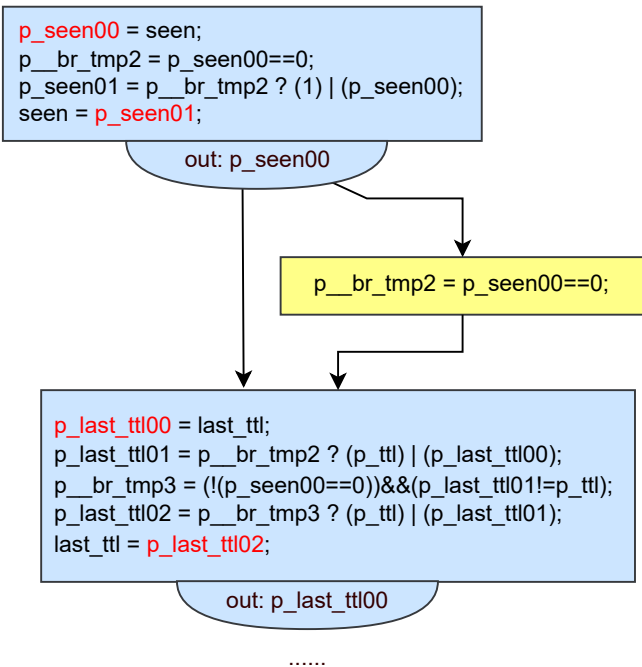 p_seen00 = seen;
p__br_tmp2 = p_seen00==0;
p_seen01 = p__br_tmp2 ? (1) | (p_seen00);
seen = p_seen01;
out: p_seen00
p__br_tmp2 = p_seen00==0;
p_last_ttl00 = last_ttl;
p_last_ttl01 = p__br_tmp2 ? (p_ttl) | (p_last_ttl00);
p__br_tmp3 = (!(p_seen00==0))&&(p_last_ttl01!=p_ttl);
p_last_ttl02 = p__br_tmp3 ? (p_ttl) | (p_last_ttl01);
last_ttl = p_last_ttl02;
out: p_last_ttl00
......